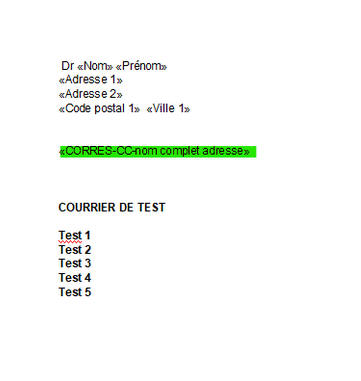 Dr «Nom» «Prénom»
«Adresse 1»
«Adresse 2»
«Code postal 1» «Ville 1»
«CORRES-CC-nom complet adresse»
COURRIER DE TEST
Test 1
Test 2
Test 3
Test 4
Test 5